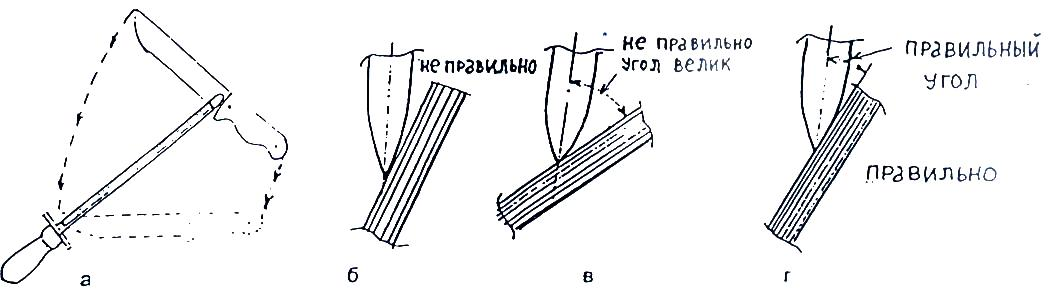 не правильно
не правильно
угол велик
правильный
угол
правильно
а
б
в
г